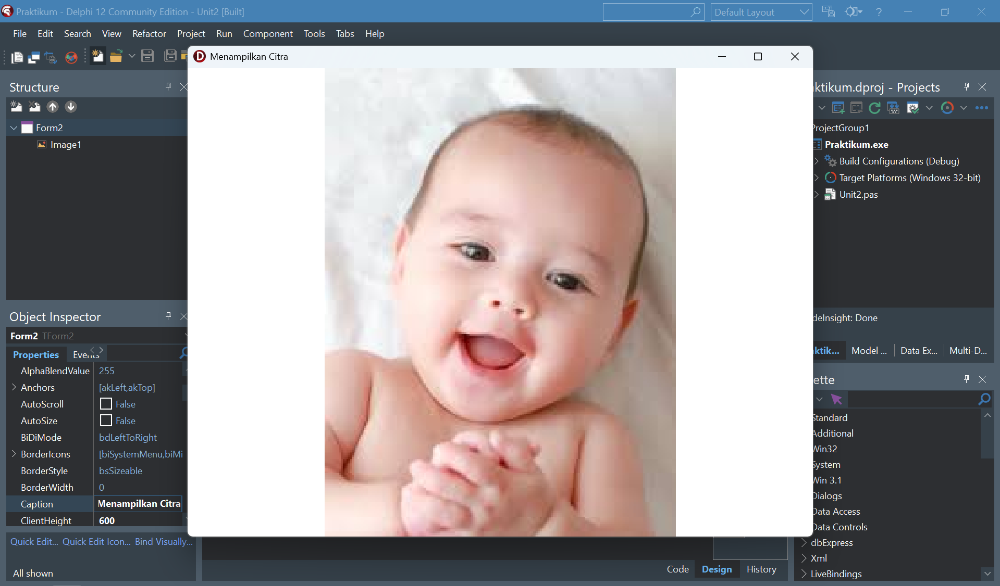 Praktikum - Delphi 12 Community Edition - Unit2 [Built]
Default Layout
?
File Edit Search View Refactor Project Run Component Tools Tabs Help
Menampilkan Citra
Structure
Form2
Image1
Object Inspector
Form2 TForm2
Properties Events
AlphaBlendValue 255
Anchors [akLeft,akTop]
AutoScroll False
AutoSize False
BiDiMode bdLeftToRight
BorderIcons [biSystemMenu,biMi
BorderStyle bsSizeable
BorderWidth 0
Caption Menampilkan Citra
ClientHeight 600
Quick Edit... Quick Edit Icon... Bind Visually...
All shown
Code Design History
ktikum.dproj - Projects
ProjectGroup1
Praktikum.exe
Build Configurations (Debug)
Target Platforms (Windows 32-bit)
Unit2.pas
deInsight: Done
ktik... Model ... Data Ex... Multi-D...
ette
Standard
Additional
Win32
System
Win 3.1
Dialogs
Data Access
Data Controls
dbExpress
Xml
LiveBindings